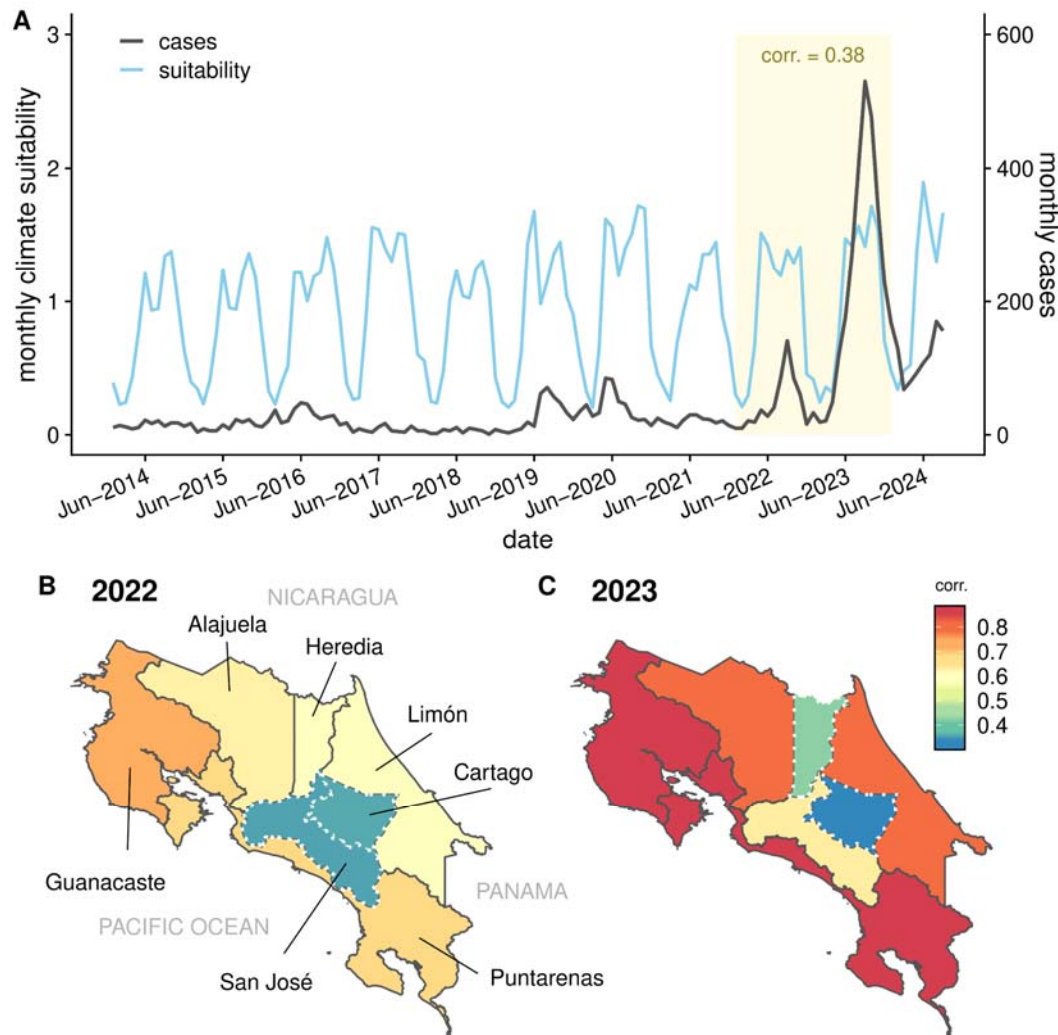 A
3
2
1
0
monthly climate suitability
cases
suitability
corr. = 0.38
600
400
200
0
monthly cases
Jun–2014
Jun–2015
Jun–2016
Jun–2017
Jun–2018
Jun–2019
Jun–2020
Jun–2021
Jun–2022
Jun–2023
Jun–2024
date
B 2022
NICARAGUA
Alajuela
Heredia
Limón
Cartago
Guanacaste
PANAMA
PACIFIC OCEAN
San José
Puntarenas
C 2023
corr.
0.8
0.7
0.6
0.5
0.4